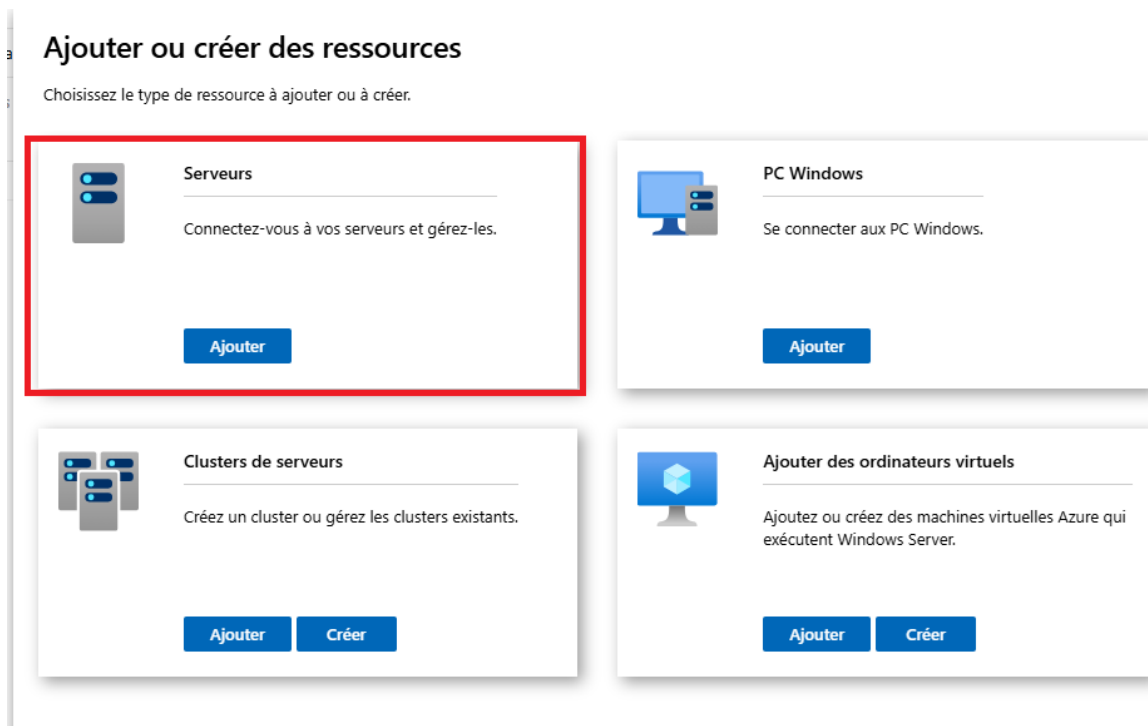 Ajouter ou créer des ressources
Choisissez le type de ressource à ajouter ou à créer.
Serveurs
Connectez-vous à vos serveurs et gérez-les.
Ajouter
PC Windows
Se connecter aux PC Windows.
Ajouter
Clusters de serveurs
Créez un cluster ou gérez les clusters existants.
Ajouter
Créer
Ajouter des ordinateurs virtuels
Ajoutez ou créez des machines virtuelles Azure qui
exécutent Windows Server.
Ajouter
Créer